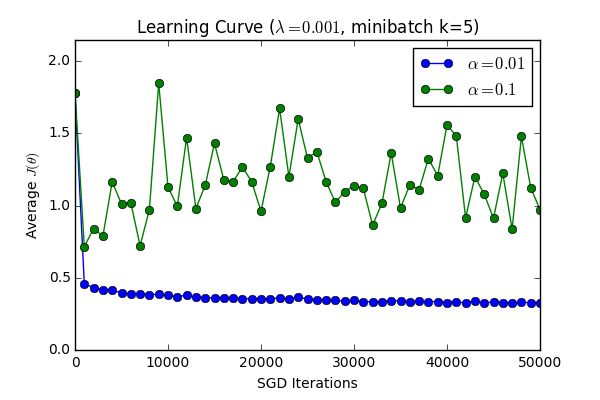 Learning Curve (λ=0.001, minibatch k=5)
α=0.01
α=0.1
Average J(θ)
2.0
1.5
1.0
0.5
0.0
0 10000 20000 30000 40000 50000
SGD Iterations